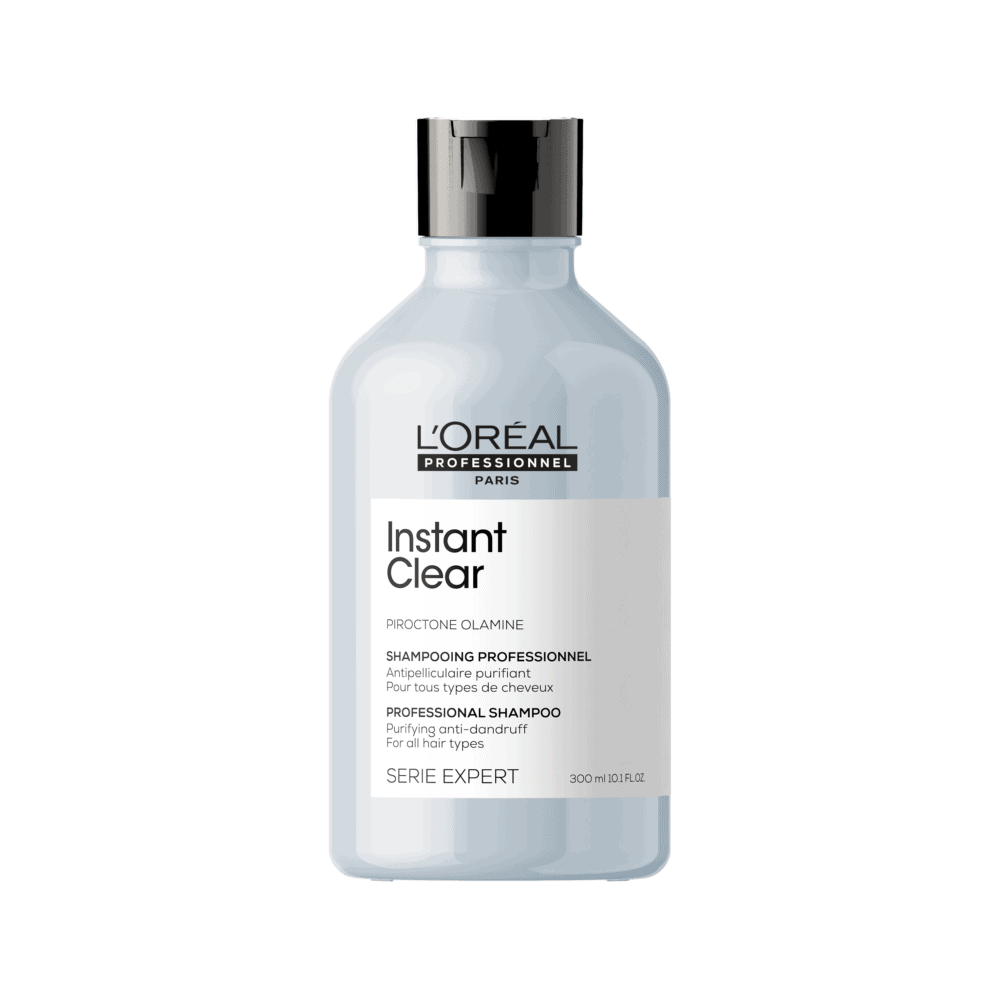 L'ORÉAL
PROFESSIONNEL
PARIS
Instant
Clear
PIROCTONE OLAMINE
SHAMPOOING PROFESSIONNEL
Antipelliculaire purifiant
Pour tous types de cheveux
PROFESSIONAL SHAMPOO
Purifying anti-dandruff
For all hair types
SERIE EXPERT
300 ml 10.1 FL.OZ.